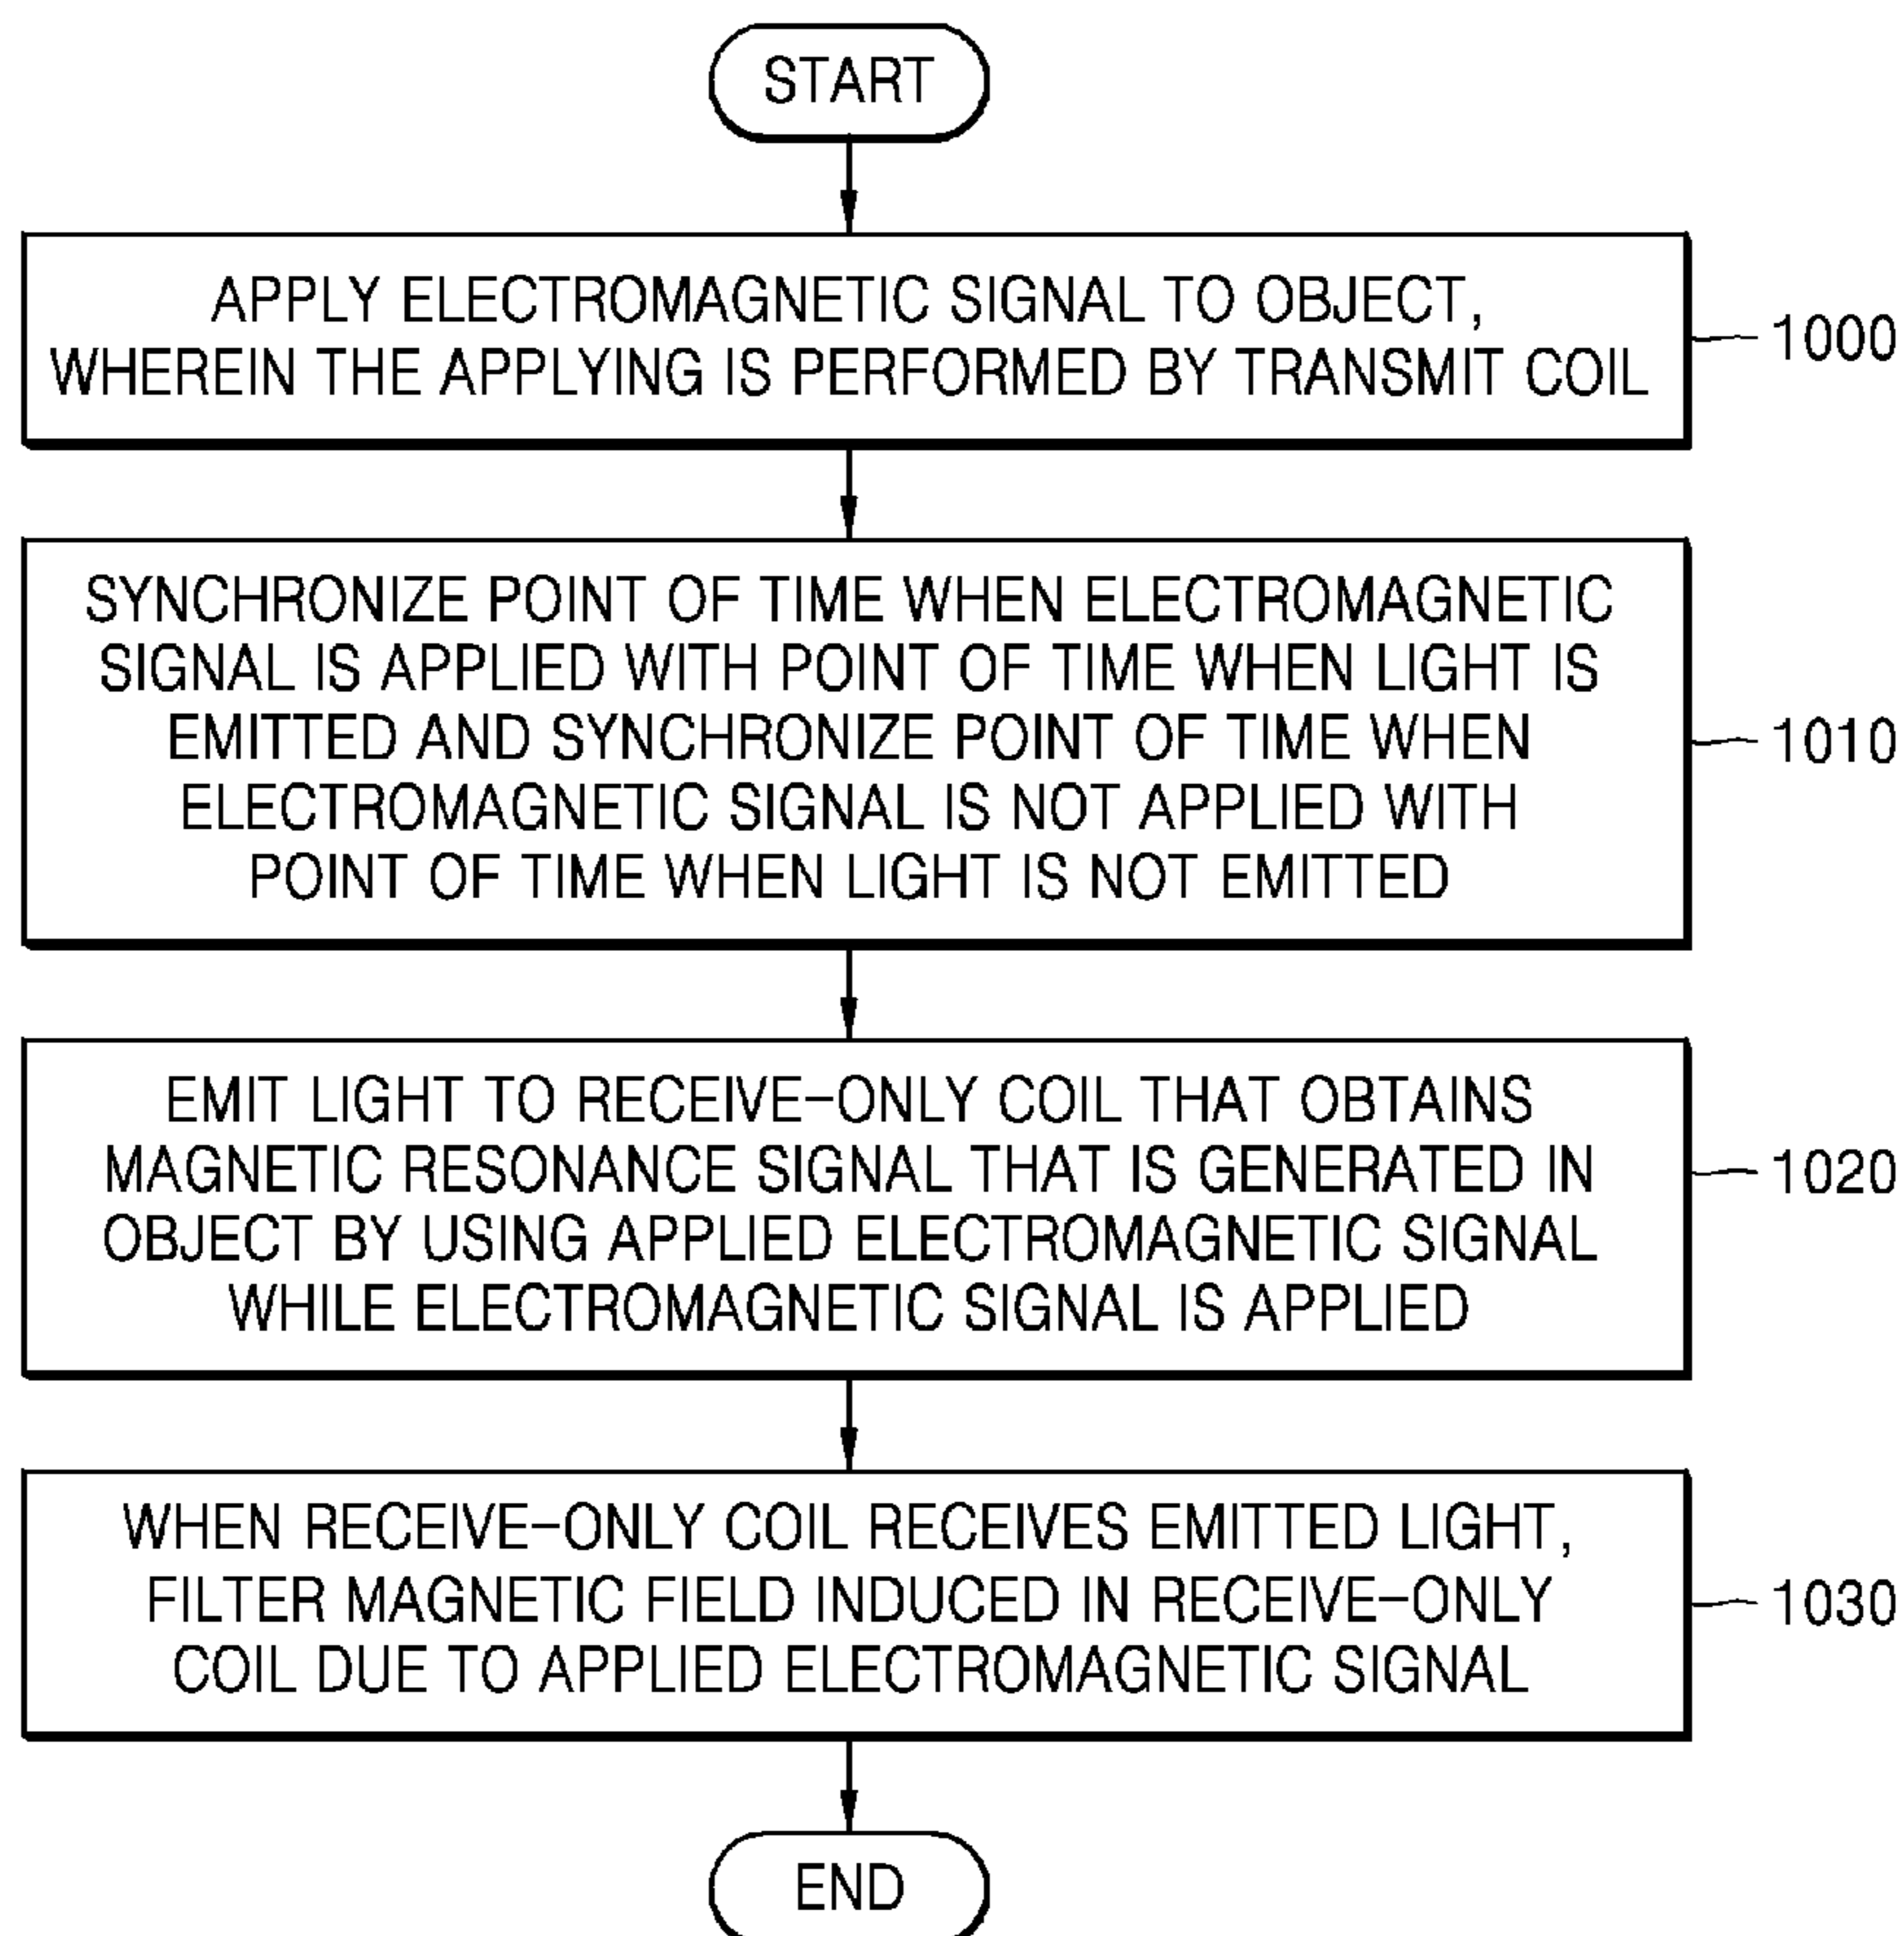 START
APPLY ELECTROMAGNETIC SIGNAL TO OBJECT,
WHEREIN THE APPLYING IS PERFORMED BY TRANSMIT COIL
1000
SYNCHRONIZE POINT OF TIME WHEN ELECTROMAGNETIC
SIGNAL IS APPLIED WITH POINT OF TIME WHEN LIGHT IS
EMITTED AND SYNCHRONIZE POINT OF TIME WHEN
ELECTROMAGNETIC SIGNAL IS NOT APPLIED WITH
POINT OF TIME WHEN LIGHT IS NOT EMITTED
1010
EMIT LIGHT TO RECEIVE-ONLY COIL THAT OBTAINS
MAGNETIC RESONANCE SIGNAL THAT IS GENERATED IN
OBJECT BY USING APPLIED ELECTROMAGNETIC SIGNAL
WHILE ELECTROMAGNETIC SIGNAL IS APPLIED
1020
WHEN RECEIVE-ONLY COIL RECEIVES EMITTED LIGHT,
FILTER MAGNETIC FIELD INDUCED IN RECEIVE-ONLY
COIL DUE TO APPLIED ELECTROMAGNETIC SIGNAL
1030
END